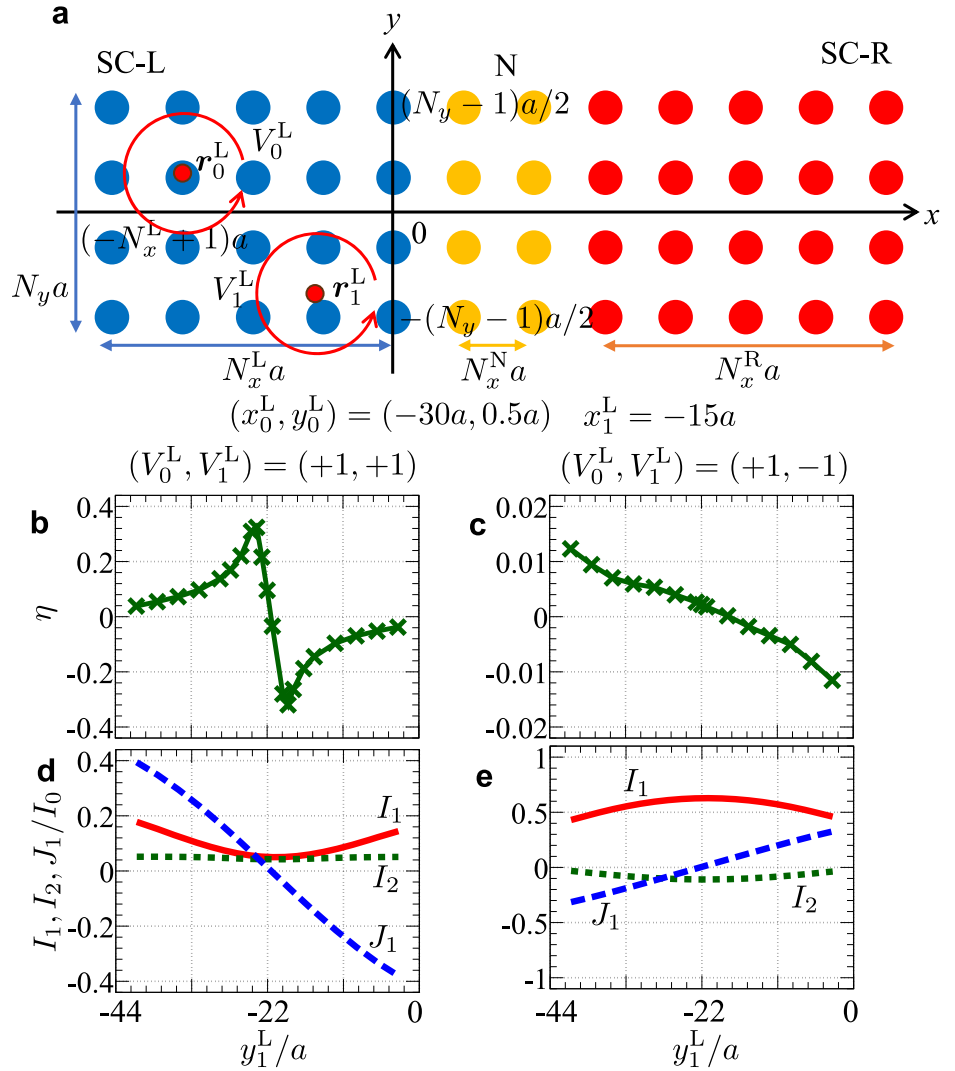 a
y
SC-L N SC-R
(N_y − 1)a/2
V_0^L
r_0^L
x
(−N_x^L + 1)a 0
N_y a
V_1^L r_1^L
−(N_y − 1)a/2
N_x^L a N_x^N a N_x^R a
(x_0^L, y_0^L) = (−30a, 0.5a) x_1^L = −15a
(V_0^L, V_1^L) = (+1, +1) (V_0^L, V_1^L) = (+1, −1)
b
0.4
0.2
0
-0.2
-0.4
η
c
0.02
0.01
0
-0.01
-0.02
d
0.4
0.2
0
-0.2
-0.4
I_1, I_2, J_1/I_0
I_1
I_2
J_1
-44 -22 0
y_1^L/a
e
1
0.5
0
-0.5
-1
I_1
J_1 I_2
-44 -22 0
y_1^L/a